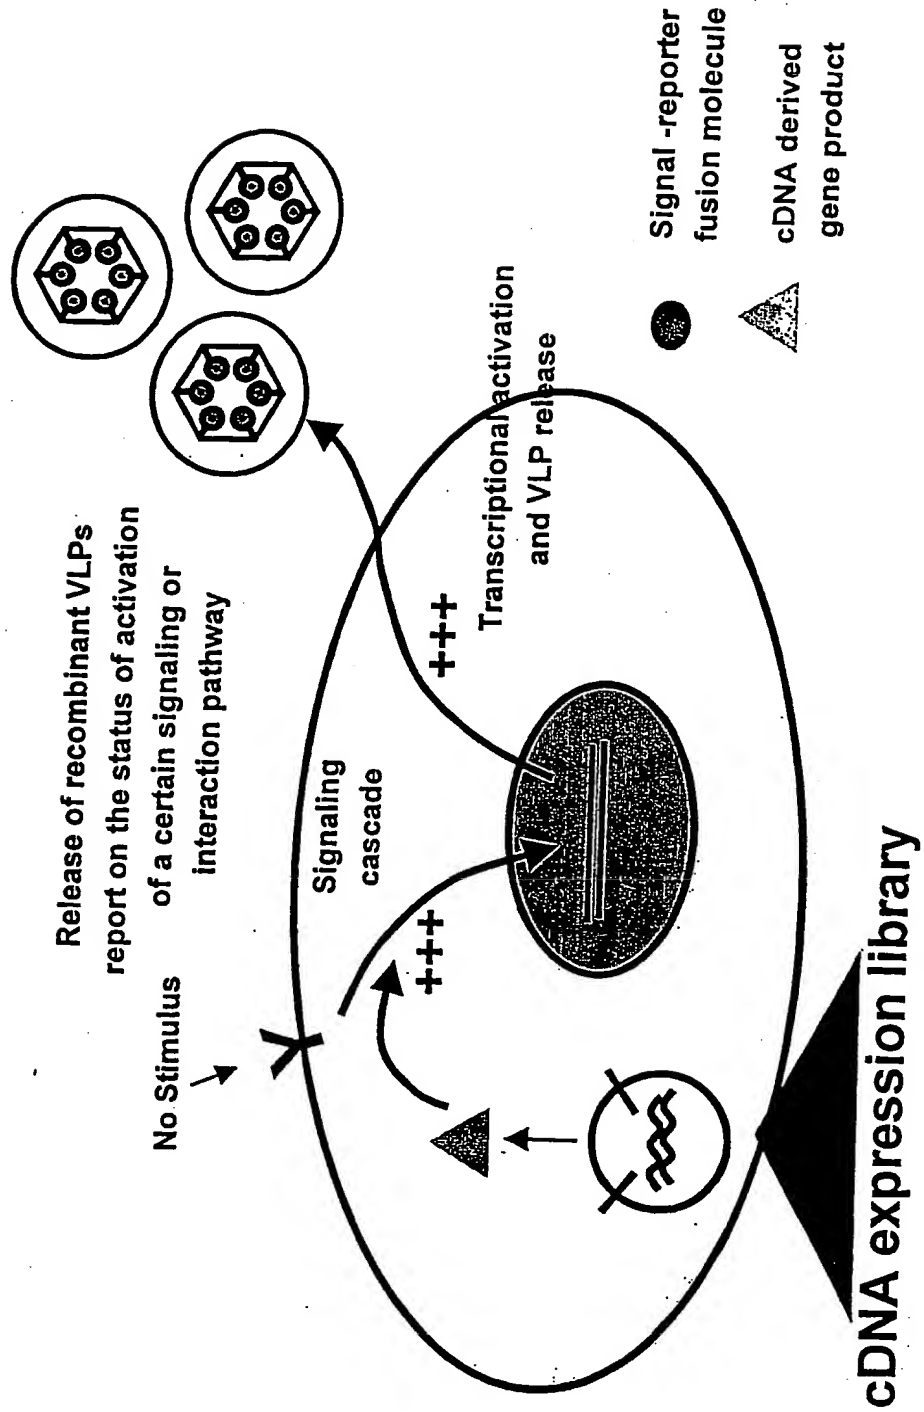 Release of recombinant VLPs
report on the status of activation
of a certain signaling or
interaction pathway
No Stimulus
Signaling
cascade
+++
+++
Transcriptional activation
and VLP release
Signal -reporter
fusion molecule
cDNA derived
gene product
cDNA expression library